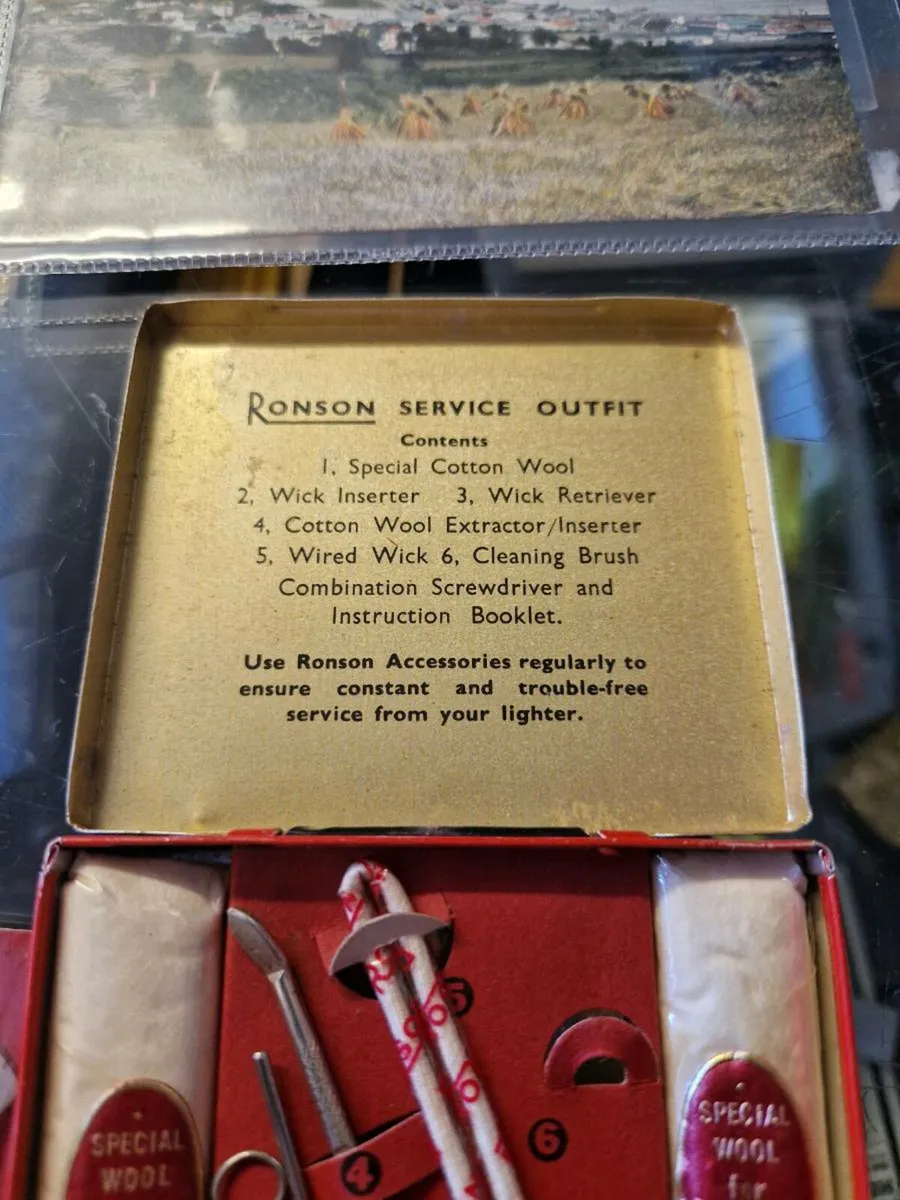 RONSON SERVICE OUTFIT
Contents
1, Special Cotton Wool
2, Wick Inserter 3, Wick Retriever
4, Cotton Wool Extractor/Inserter
5, Wired Wick 6, Cleaning Brush
Combination Screwdriver and
Instruction Booklet.
Use Ronson Accessories regularly to
ensure constant and trouble-free
service from your lighter.
5
6
4
SPECIAL
WOOL
SPECIAL
WOOL
for